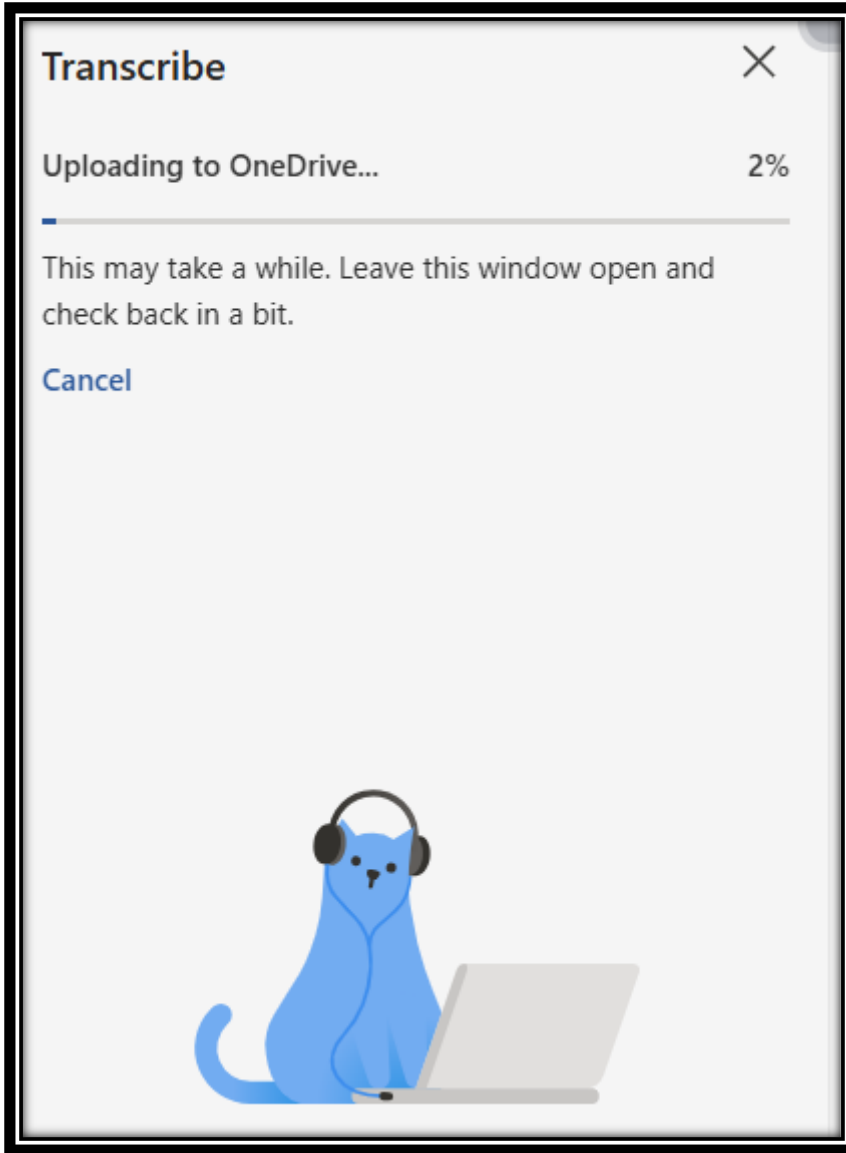 Transcribe
Uploading to OneDrive... 2%
This may take a while. Leave this window open and
check back in a bit.
Cancel